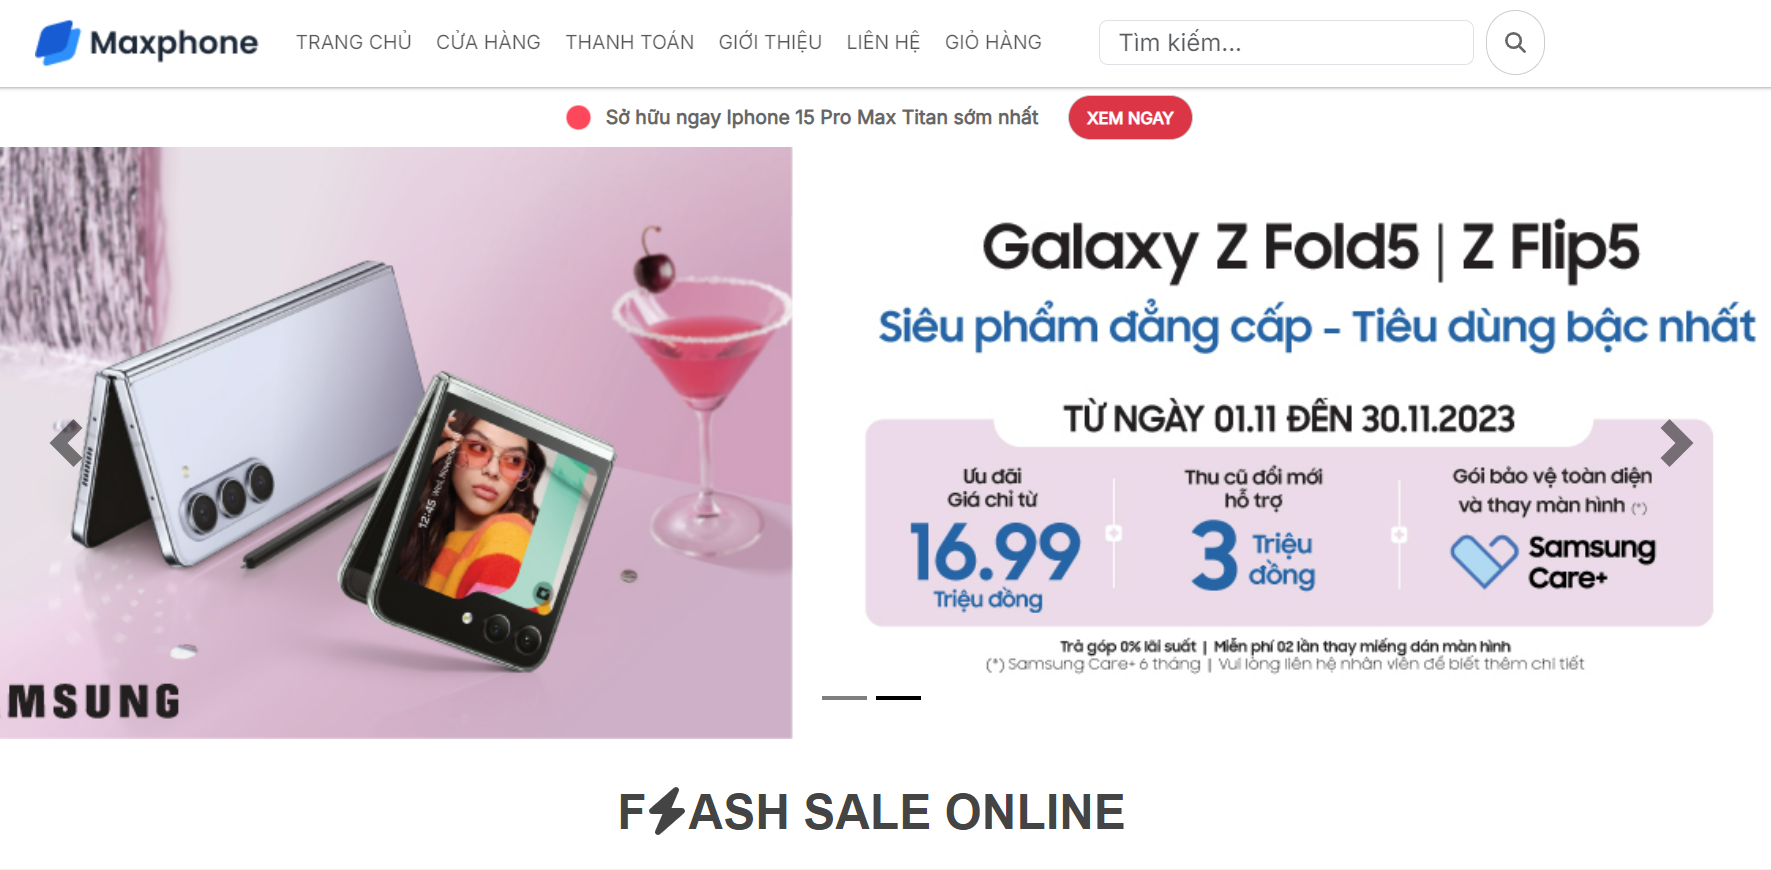 Maxphone
TRANG CHỦ CỬA HÀNG THANH TOÁN GIỚI THIỆU LIÊN HỆ GIỎ HÀNG
Tìm kiếm...
Sở hữu ngay Iphone 15 Pro Max Titan sớm nhất
XEM NGAY
Galaxy Z Fold5 | Z Flip5
Siêu phẩm đẳng cấp - Tiêu dùng bậc nhất
TỪ NGÀY 01.11 ĐẾN 30.11.2023
Ưu đãi
Giá chỉ từ
16.99
Triệu đồng
Thu cũ đổi mới
hỗ trợ
3 Triệu
đồng
Gói bảo vệ toàn diện
và thay màn hình (*)
Samsung
Care+
Trả góp 0% lãi suất | Miễn phí 02 lần thay miếng dán màn hình
(*) Samsung Care+ 6 tháng | Vui lòng liên hệ nhân viên để biết thêm chi tiết
12:45
MSUNG
F⚡ASH SALE ONLINE